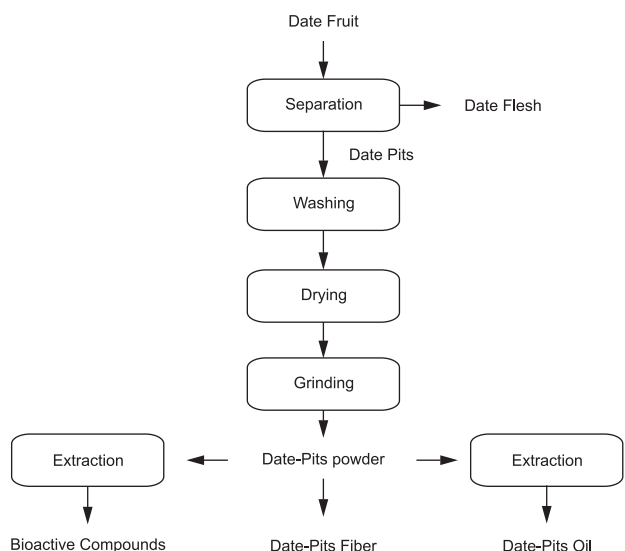 Date Fruit
Separation
Date Flesh
Date Pits
Washing
Drying
Grinding
Extraction
Date-Pits powder
Extraction
Bioactive Compounds
Date-Pits Fiber
Date-Pits Oil